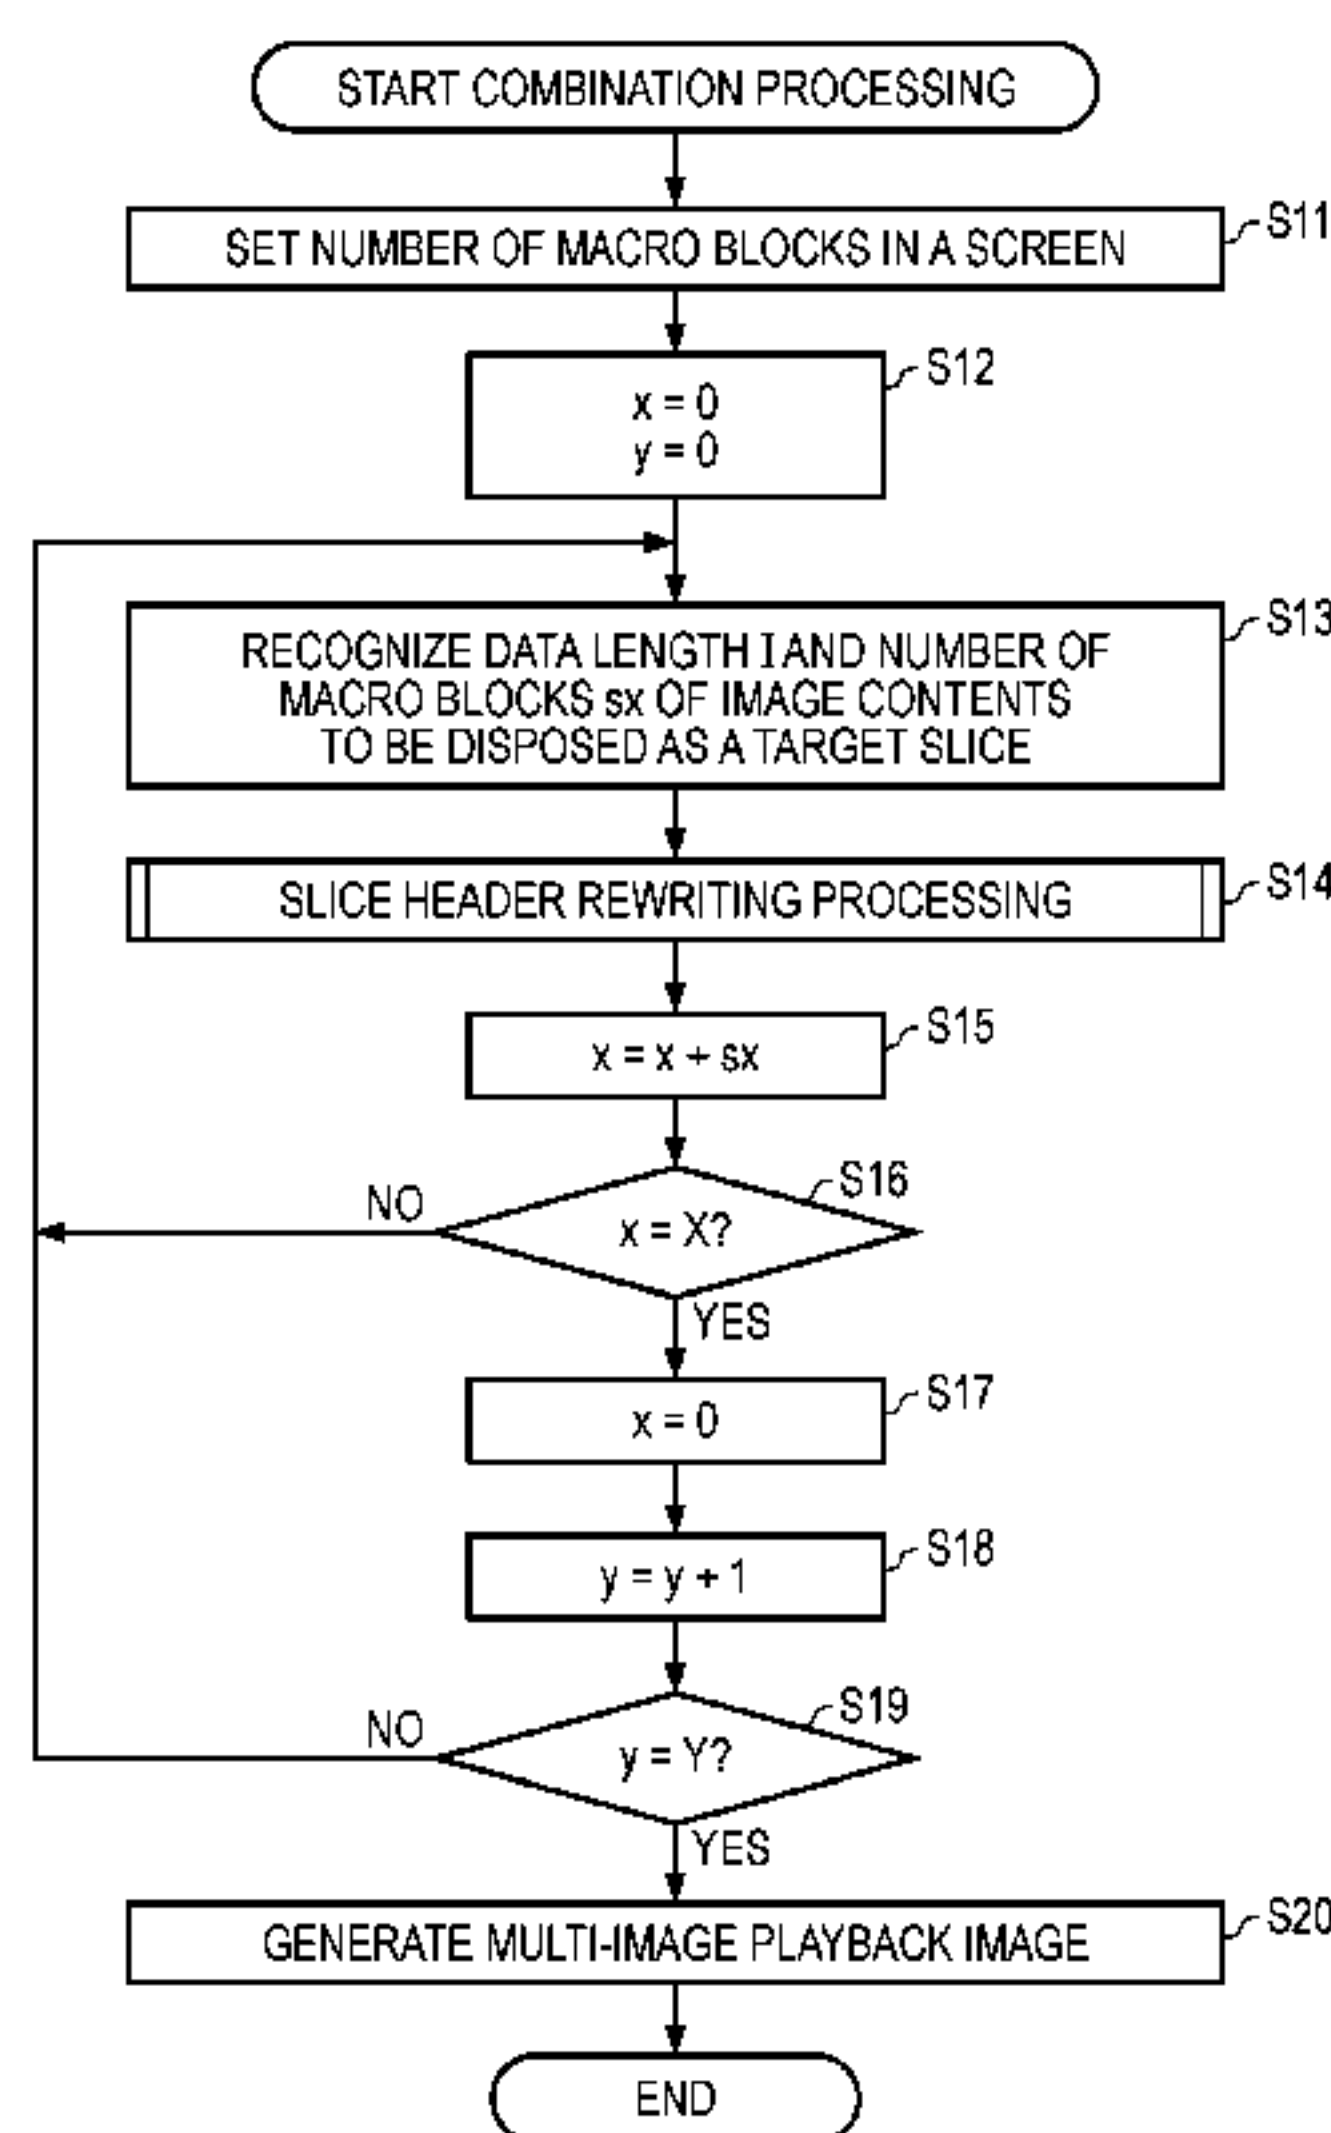 START COMBINATION PROCESSING
SET NUMBER OF MACRO BLOCKS IN A SCREEN
S11
x = 0
y = 0
S12
RECOGNIZE DATA LENGTH I AND NUMBER OF
MACRO BLOCKS sx OF IMAGE CONTENTS
TO BE DISPOSED AS A TARGET SLICE
S13
SLICE HEADER REWRITING PROCESSING
S14
x = x + sx
S15
x = X?
S16
NO
YES
x = 0
S17
y = y + 1
S18
y = Y?
S19
NO
YES
GENERATE MULTI-IMAGE PLAYBACK IMAGE
S20
END